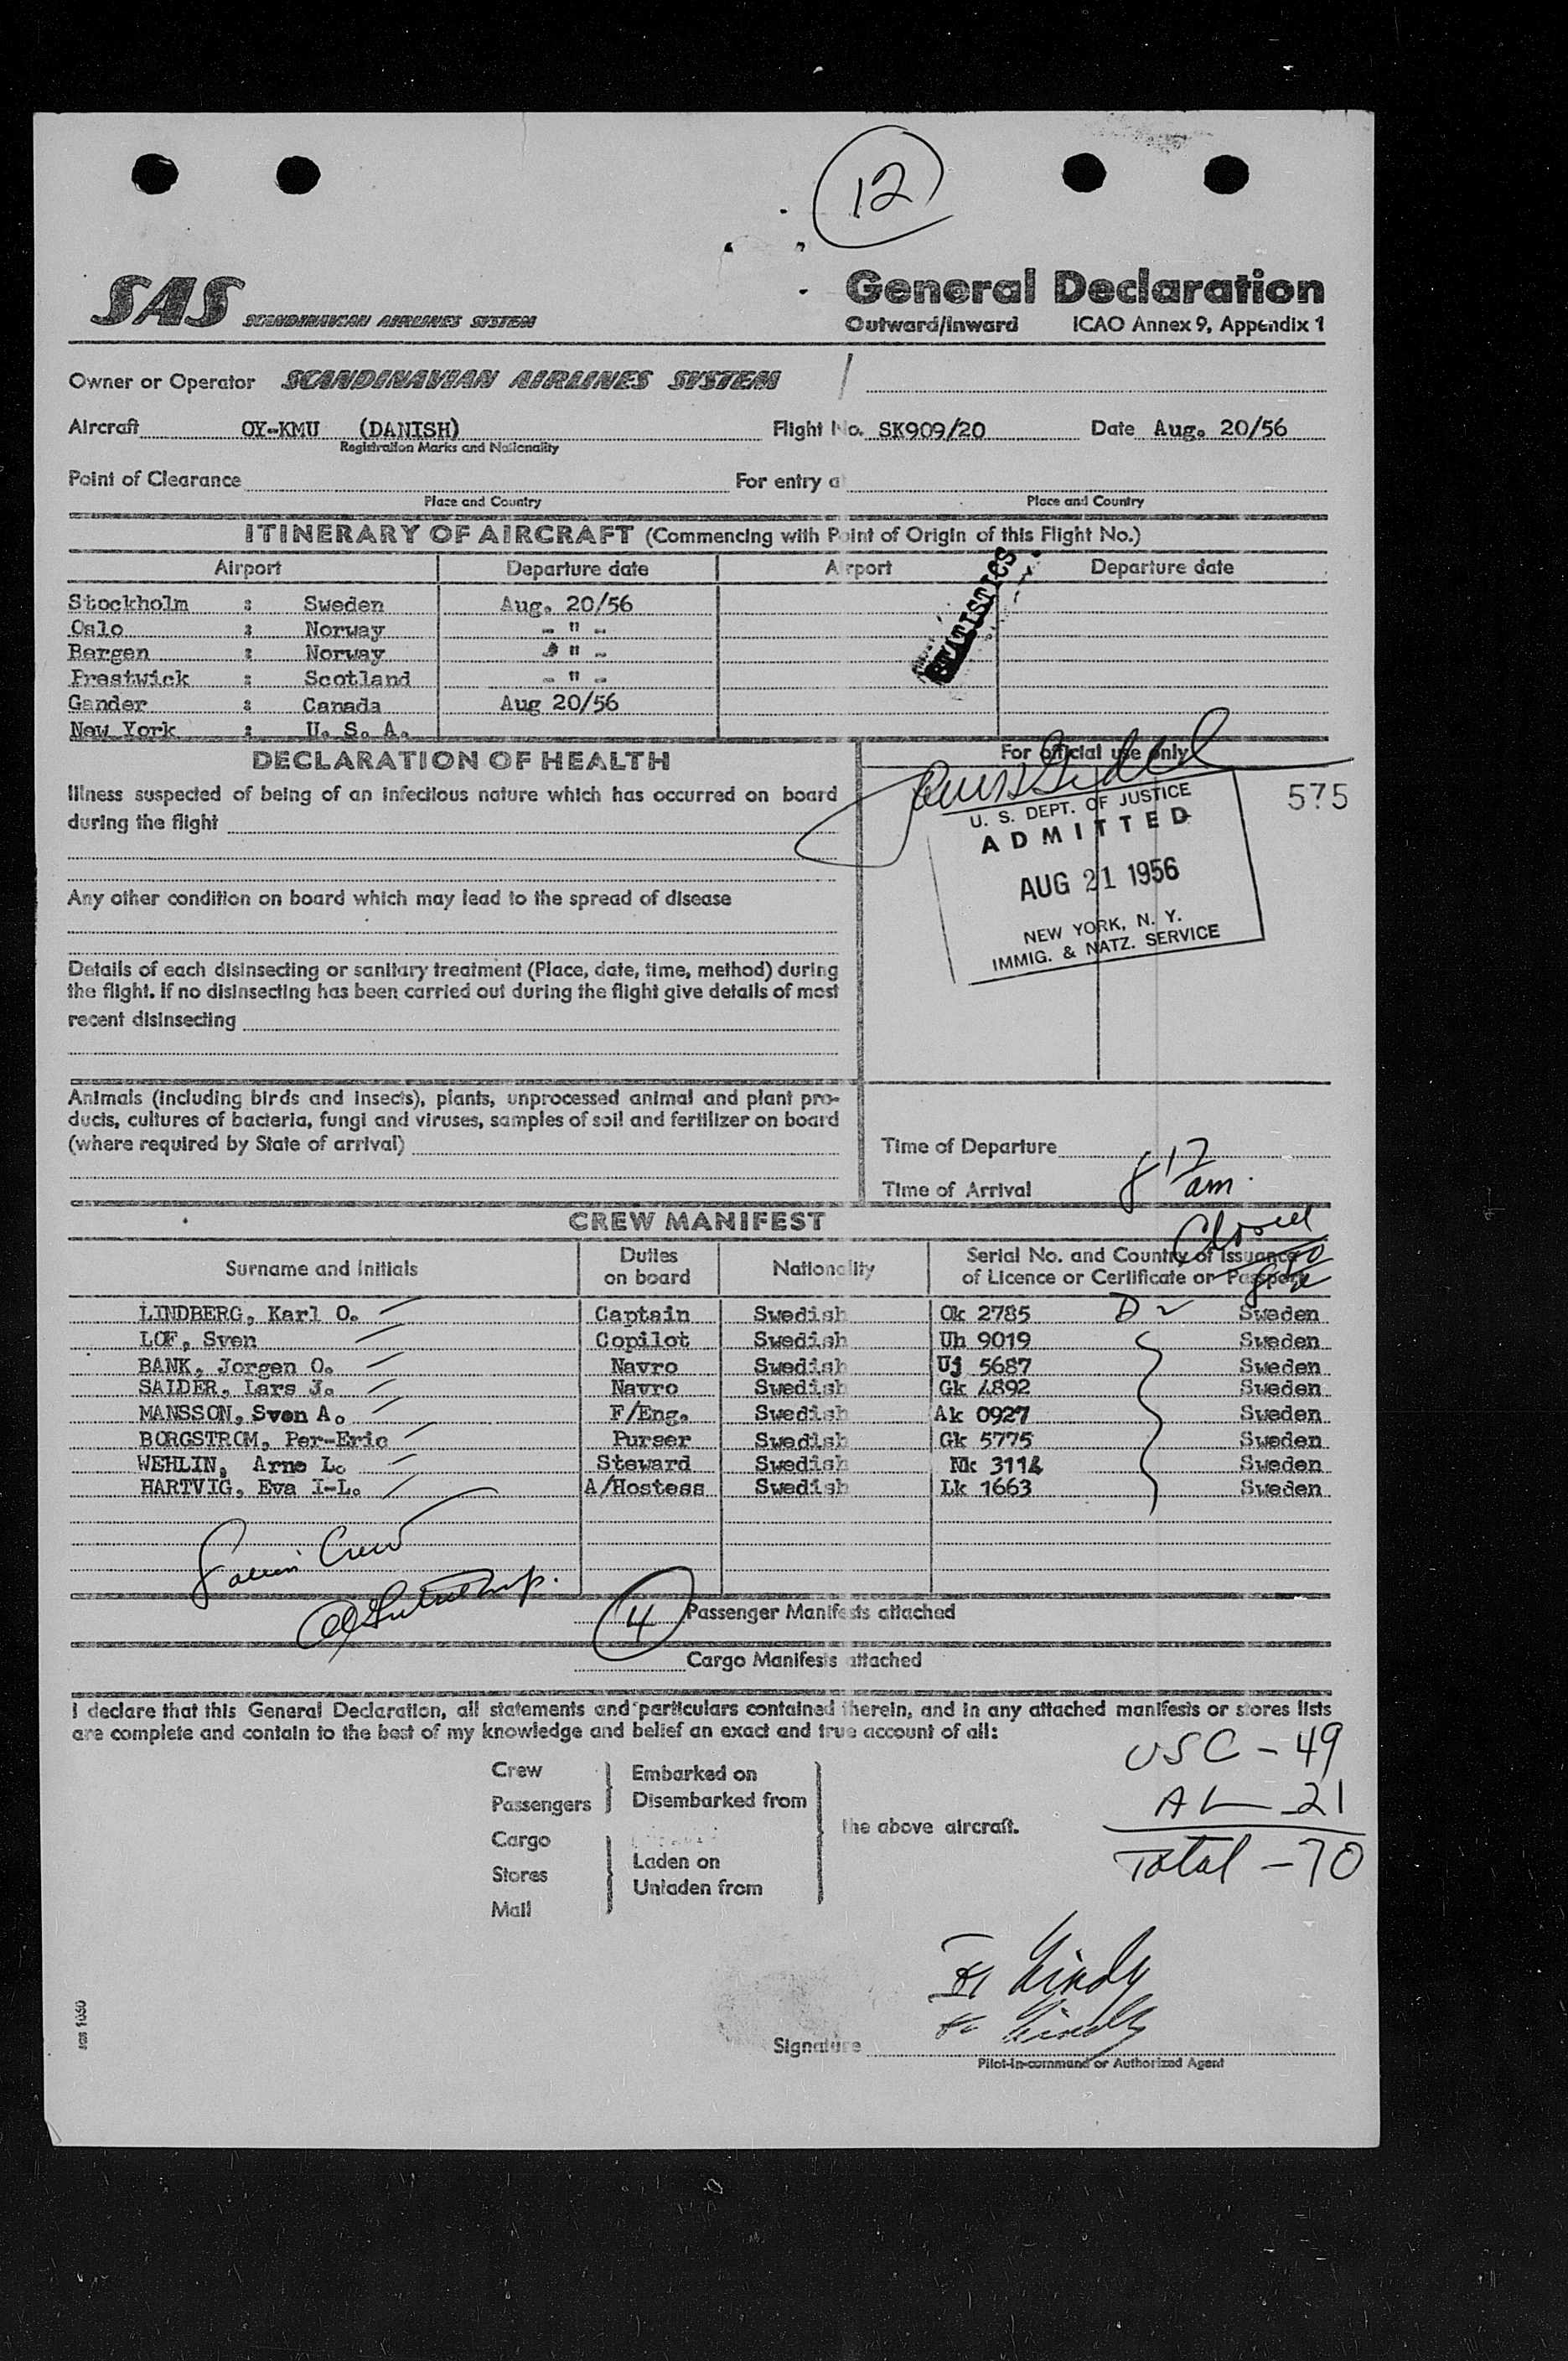 12
SAS SCANDINAVIAN AIRLINES SYSTEM
General Declaration
Outward/Inward ICAO Annex 9, Appendix 1
Owner or Operator SCANDINAVIAN AIRLINES SYSTEM
Aircraft OY-KMU (DANISH) Flight No. SK909/20 Date Aug. 20/56
Registration Marks and Nationality
Point of Clearance For entry at
Place and Country Place and Country
ITINERARY OF AIRCRAFT (Commencing with Point of Origin of this Flight No.)
Airport Departure date Airport Departure date
STATISTICS
Stockholm : Sweden Aug. 20/56
Oslo : Norway - " -
Bergen : Norway " -
Prestwick : Scotland - " -
Gander : Canada Aug 20/56
New York : U. S. A.
DECLARATION OF HEALTH
Illness suspected of being of an infectious nature which has occurred on board
during the flight
Any other condition on board which may lead to the spread of disease
Details of each disinsecting or sanitary treatment (Place, date, time, method) during
the flight. If no disinsecting has been carried out during the flight give details of most
recent disinsecting
Animals (including birds and insects), plants, unprocessed animal and plant pro-
ducts, cultures of bacteria, fungi and viruses, samples of soil and fertilizer on board
(where required by State of arrival)
For official use only
575
U. S. DEPT. OF JUSTICE
ADMITTED
AUG 21 1956
NEW YORK, N. Y.
IMMIG. & NATZ. SERVICE
Time of Departure
Time of Arrival 8 17 am.
CREW MANIFEST
Closed
Surname and Initials Duties on board Nationality Serial No. and Country of Issuance of Licence or Certificate or Passport
LINDBERG, Karl O. Captain Swedish Ok 2785 Sweden
LOF, Sven Copilot Swedish Uh 9019 Sweden
BANK, Jorgen O. Navro Swedish Uj 5687 Sweden
SAIDER, Lars J. Navro Swedish Gk 4892 Sweden
MANSSON, Sven A. F/Eng. Swedish Ak 0927 Sweden
BORGSTROM, Per-Eric Purser Swedish Gk 5775 Sweden
WEHLIN, Arne L. Steward Swedish Nk 3114 Sweden
HARTVIG, Eva I-L. A/Hostess Swedish Lk 1663 Sweden
Crew
4 Passenger Manifests attached
Cargo Manifests attached
I declare that this General Declaration, all statements and particulars contained therein, and in any attached manifests or stores lists
are complete and contain to the best of my knowledge and belief an exact and true account of all:
USC - 49
AL - 21
Total - 70
Crew
Passengers
Embarked on
Disembarked from
Cargo
Stores
Mail
Laden on
Unladen from
the above aircraft.
Signature
Pilot-in-command or Authorized Agent
SAS 1030